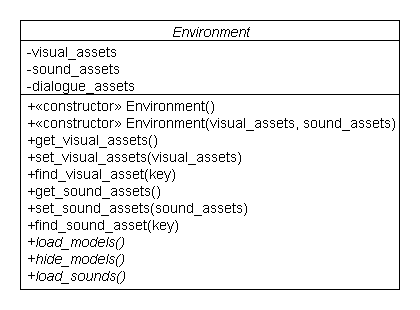 Environment
-visual_assets
-sound_assets
-dialogue_assets
+«constructor» Environment()
+«constructor» Environment(visual_assets, sound_assets)
+get_visual_assets()
+set_visual_assets(visual_assets)
+find_visual_asset(key)
+get_sound_assets()
+set_sound_assets(sound_assets)
+find_sound_asset(key)
+load_models()
+hide_models()
+load_sounds()